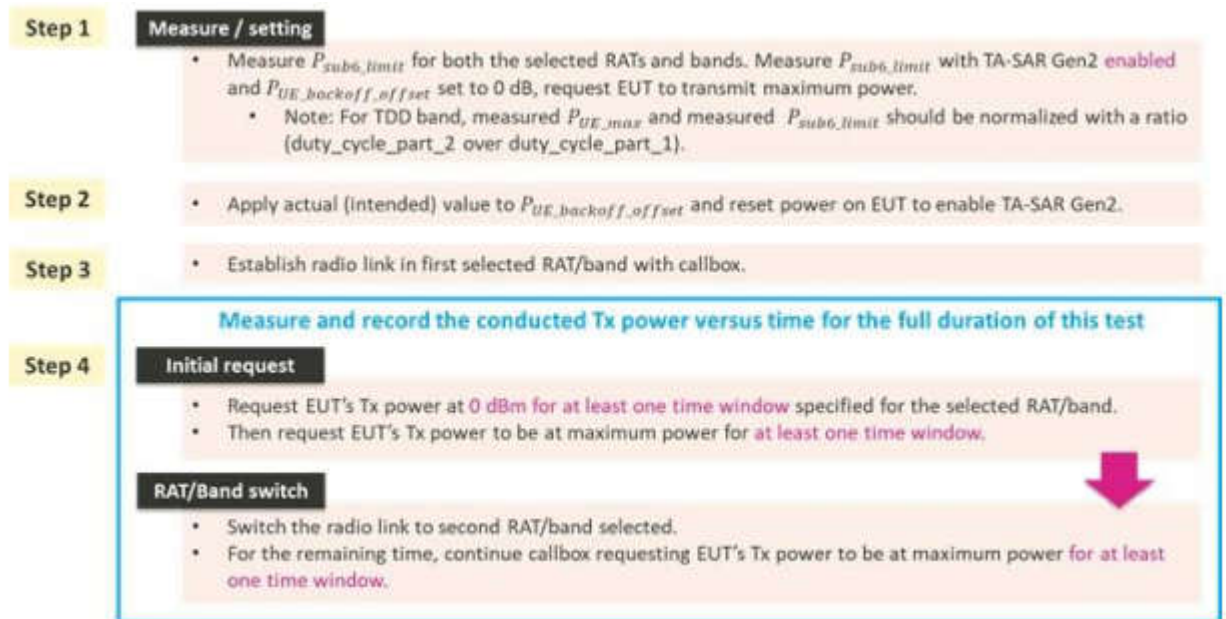 Step 1
Measure / setting
• Measure P_sub6_limit for both the selected RATs and bands. Measure P_sub6_limit with TA-SAR Gen2 enabled
and P_UE_backoff_offset set to 0 dB, request EUT to transmit maximum power.
• Note: For TDD band, measured P_UE_max and measured P_sub6_limit should be normalized with a ratio
(duty_cycle_part_2 over duty_cycle_part_1).
Step 2
• Apply actual (intended) value to P_UE_backoff_offset and reset power on EUT to enable TA-SAR Gen2.
Step 3
• Establish radio link in first selected RAT/band with callbox.
Measure and record the conducted Tx power versus time for the full duration of this test
Step 4
Initial request
• Request EUT's Tx power at 0 dBm for at least one time window specified for the selected RAT/band.
• Then request EUT's Tx power to be at maximum power for at least one time window.
RAT/Band switch
• Switch the radio link to second RAT/band selected.
• For the remaining time, continue callbox requesting EUT's Tx power to be at maximum power for at least
one time window.